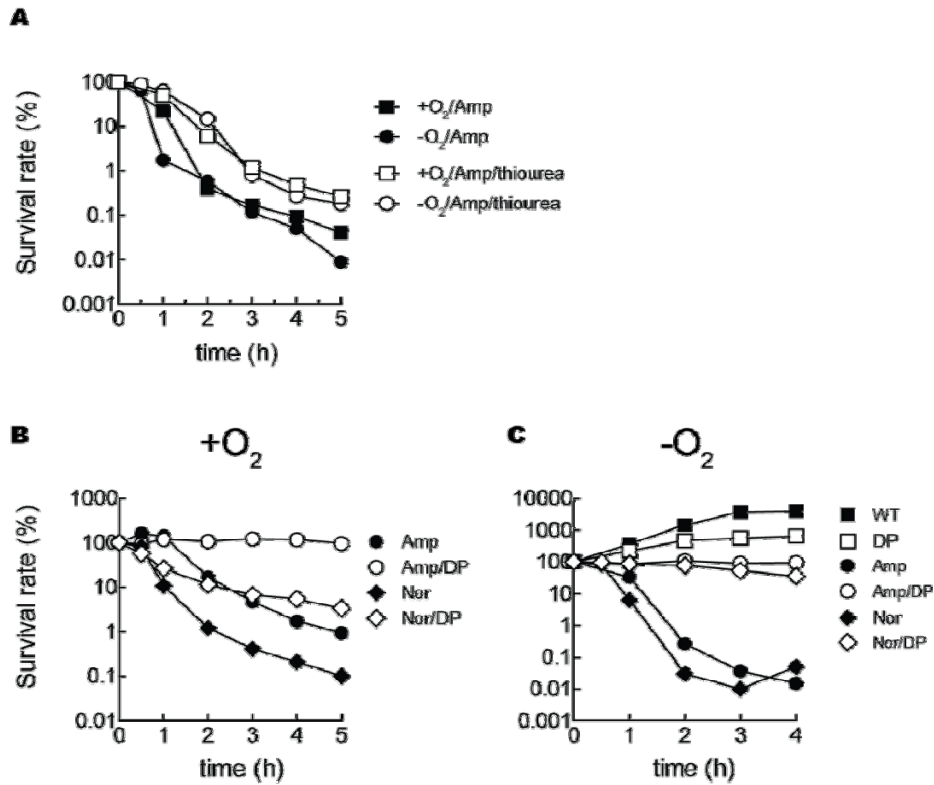 A
Survival rate (%)
100
10
1
0.1
0.01
0.001
0 1 2 3 4 5
time (h)
+O2/Amp
-O2/Amp
+O2/Amp/thiourea
-O2/Amp/thiourea
B
+O2
Survival rate (%)
1000
100
10
1
0.1
0.01
0 1 2 3 4 5
time (h)
Amp
Amp/DP
Nor
Nor/DP
C
-O2
10000
1000
100
10
1
0.1
0.01
0.001
0 1 2 3 4
time (h)
WT
DP
Amp
Amp/DP
Nor
Nor/DP